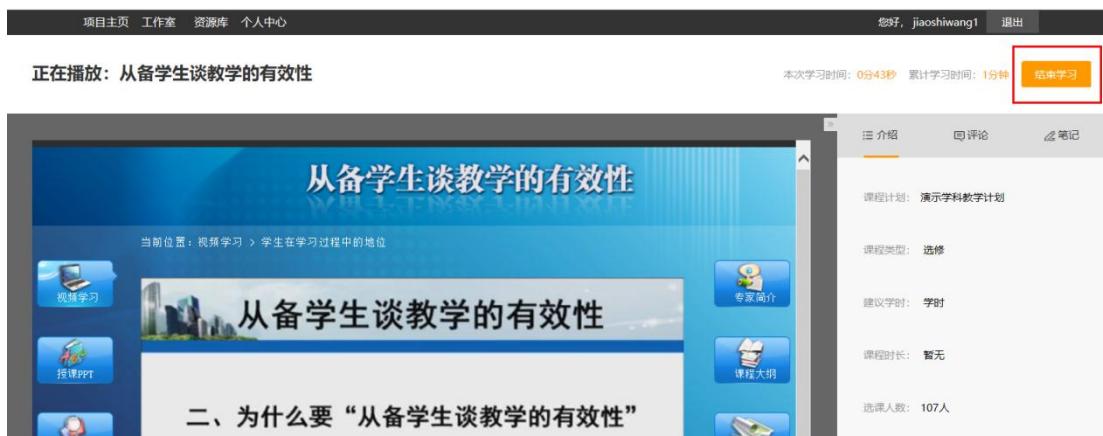 项目主页 工作室 资源库 个人中心 您好，jiaoshiwang1 退出
正在播放：从备学生谈教学的有效性 本次学习时间：0分43秒 累计学习时间：1分钟 结束学习
介绍 评论 笔记
从备学生谈教学的有效性
当前位置：视频学习 > 学生在学习过程中的地位
视频学习
授课PPT
从备学生谈教学的有效性
二、为什么要“从备学生谈教学的有效性”
专家简介
课程大纲
课程计划：演示学科教学计划
课程类型：选修
建议学时：学时
课程时长：暂无
选课人数：107人